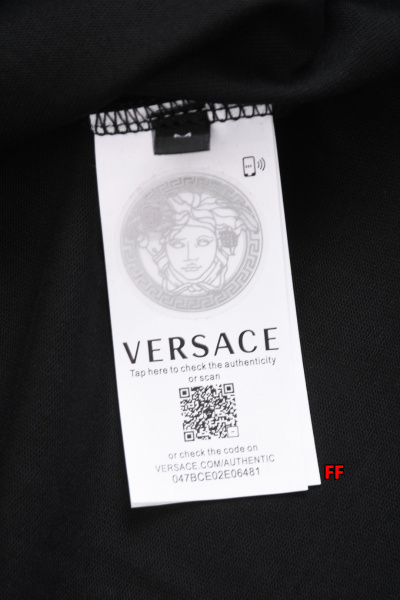 VERSACE
Tap here to check the authenticity
or scan
or check the code on
VERSACE.COM/AUTHENTIC
047BCE02E06481
FF